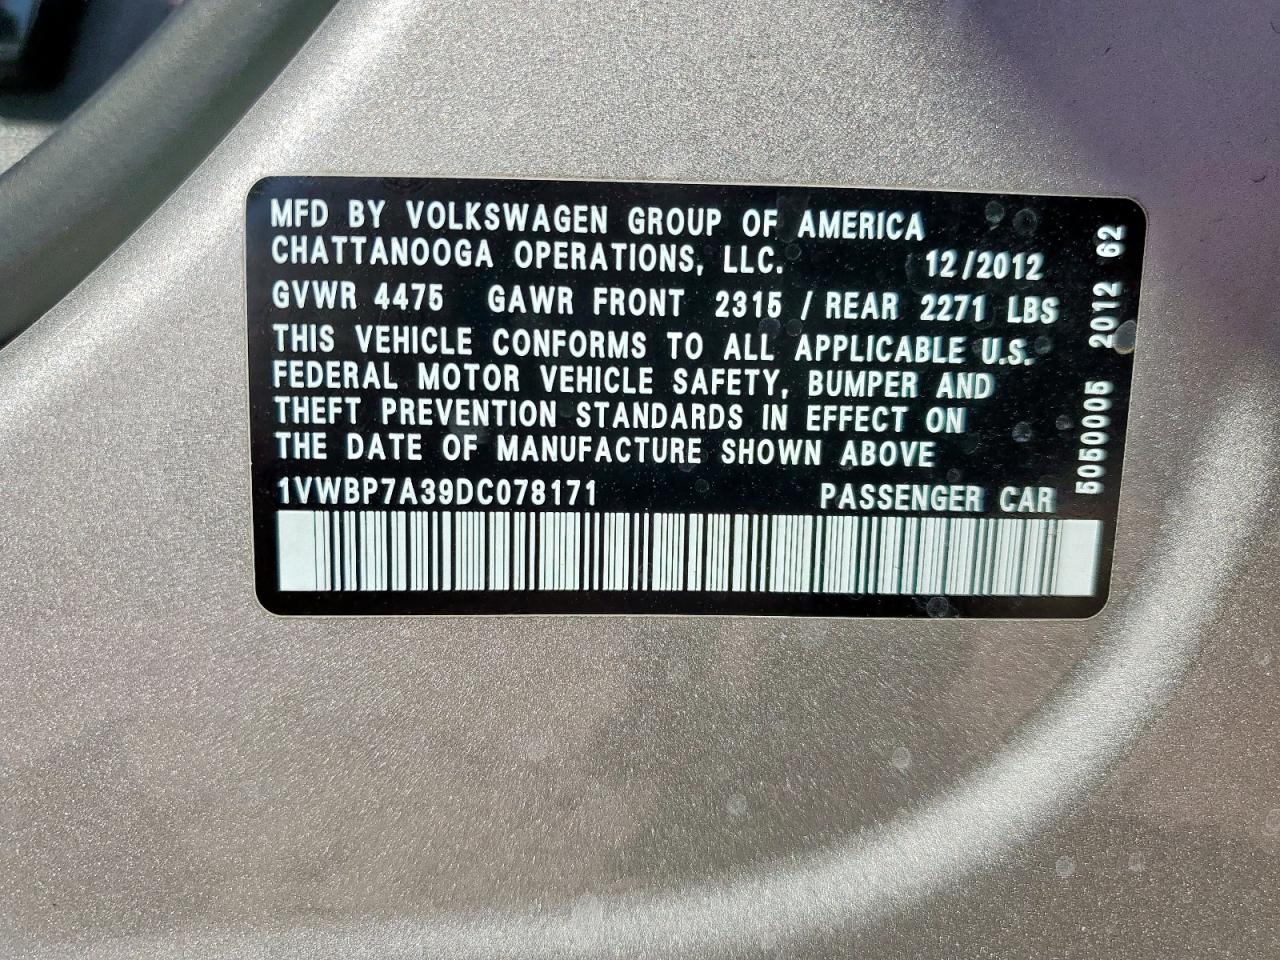 MFD BY VOLKSWAGEN GROUP OF AMERICA
CHATTANOOGA OPERATIONS, LLC. 12/2012
GVWR 4475 GAWR FRONT 2315 / REAR 2271 LBS
THIS VEHICLE CONFORMS TO ALL APPLICABLE U.S.
FEDERAL MOTOR VEHICLE SAFETY, BUMPER AND
THEFT PREVENTION STANDARDS IN EFFECT ON
THE DATE OF MANUFACTURE SHOWN ABOVE
1VWBP7A39DC078171 PASSENGER CAR
5050005 2012 62